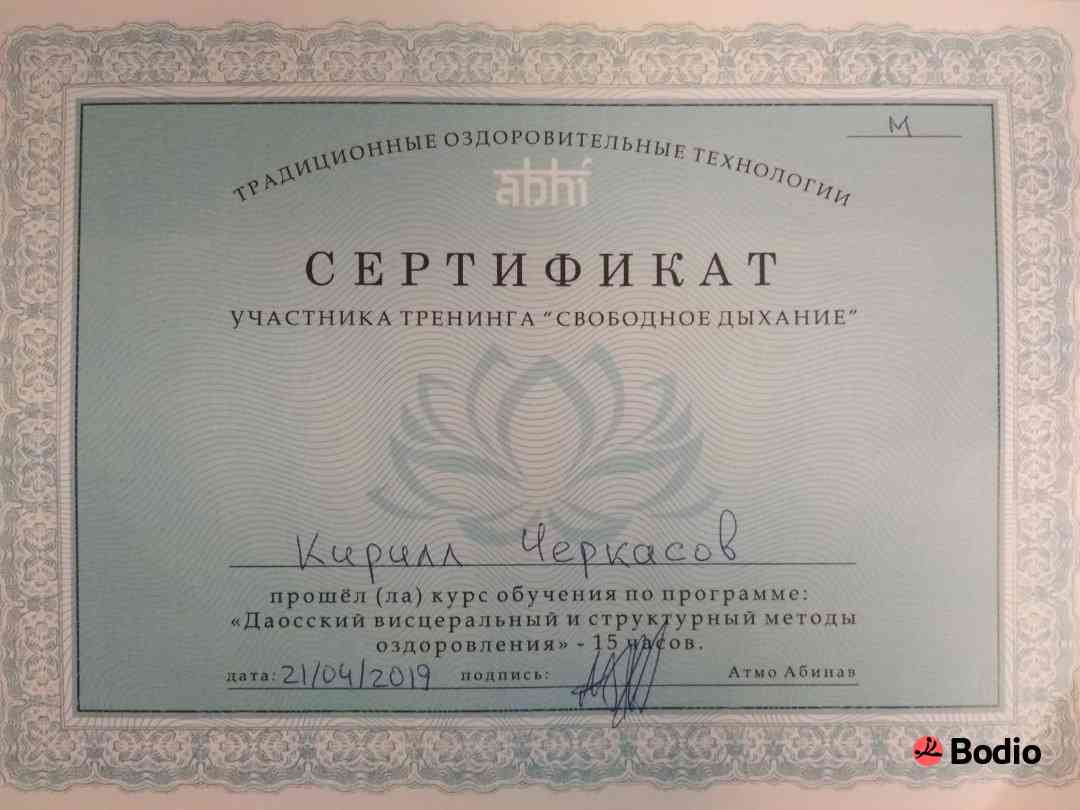 М
ТРАДИЦИОННЫЕ ОЗДОРОВИТЕЛЬНЫЕ ТЕХНОЛОГИИ
abhi
СЕРТИФИКАТ
УЧАСТНИКА ТРЕНИНГА "СВОБОДНОЕ ДЫХАНИЕ"
Кирилл Черкасов
прошёл (ла) курс обучения по программе:
«Даосский висцеральный и структурный методы
оздоровления» - 15 часов.
дата: 21/04/2019 подпись: Атмо Абинав
Bodio